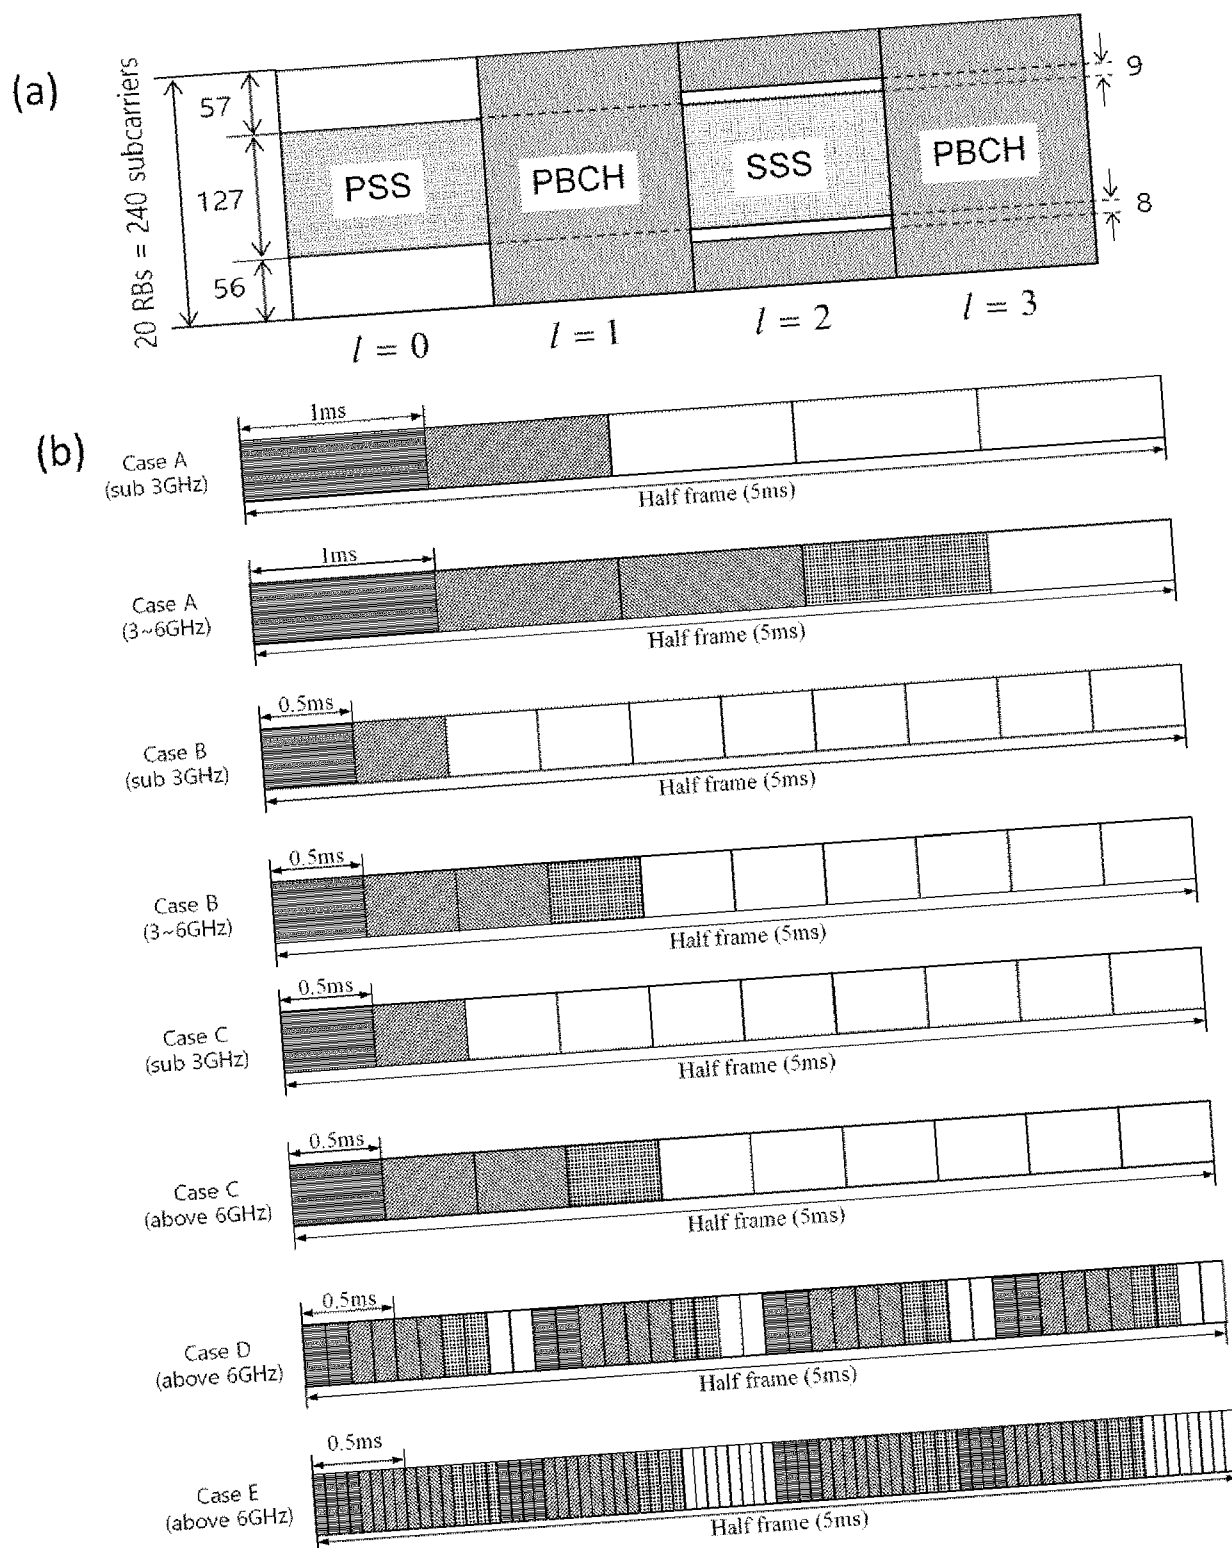 (a)
20 RBs = 240 subcarriers
57
127
56
PSS
PBCH
SSS
PBCH
9
8
l = 0
l = 1
l = 2
l = 3
(b)
Case A
(sub 3GHz)
1ms
Half frame (5ms)
Case A
(3~6GHz)
1ms
Half frame (5ms)
Case B
(sub 3GHz)
0.5ms
Half frame (5ms)
Case B
(3~6GHz)
0.5ms
Half frame (5ms)
Case C
(sub 3GHz)
0.5ms
Half frame (5ms)
Case C
(above 6GHz)
0.5ms
Half frame (5ms)
Case D
(above 6GHz)
0.5ms
Half frame (5ms)
Case E
(above 6GHz)
0.5ms
Half frame (5ms)